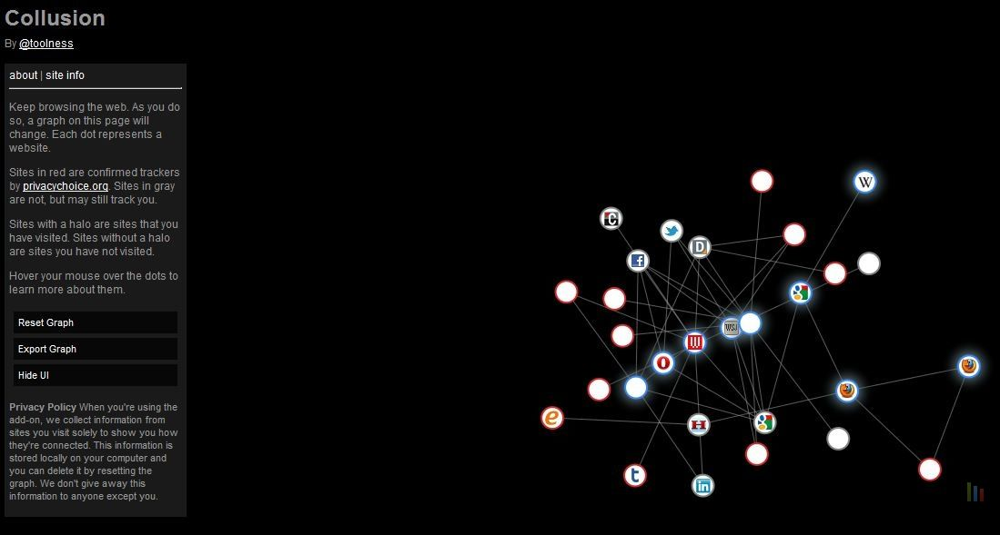 Collusion
By @toolness
about | site info
Keep browsing the web. As you do
so, a graph on this page will
change. Each dot represents a
website.
Sites in red are confirmed trackers
by privacychoice.org. Sites in gray
are not, but may still track you.
Sites with a halo are sites that you
have visited. Sites without a halo
are sites you have not visited.
Hover your mouse over the dots to
learn more about them.
Reset Graph
Export Graph
Hide UI
Privacy Policy When you're using the
add-on, we collect information from
sites you visit solely to show you how
they're connected. This information is
stored locally on your computer and
you can delete it by resetting the
graph. We don't give away this
information to anyone except you.
W
C
D
f
g
WSJ
W
O
e
H
g
t
in